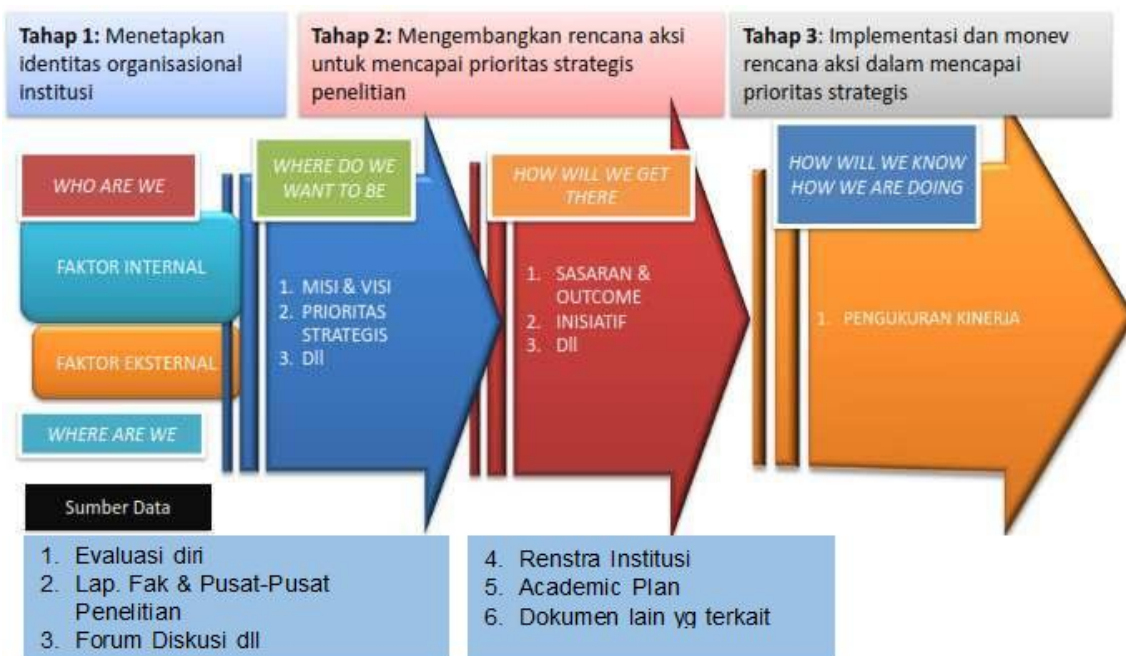 Tahap 1: Menetapkan
identitas organisasional
institusi
Tahap 2: Mengembangkan rencana aksi
untuk mencapai prioritas strategis
penelitian
Tahap 3: Implementasi dan monev
rencana aksi dalam mencapai
prioritas strategis
WHO ARE WE
FAKTOR INTERNAL
FAKTOR EKSTERNAL
WHERE ARE WE
WHERE DO WE
WANT TO BE
1. MISI & VISI
2. PRIORITAS
STRATEGIS
3. Dll
HOW WILL WE GET
THERE
1. SASARAN &
OUTCOME
2. INISIATIF
3. Dll
HOW WILL WE KNOW
HOW WE ARE DOING
1. PENGUKURAN KINERJA
Sumber Data
1. Evaluasi diri
2. Lap. Fak & Pusat-Pusat
Penelitian
3. Forum Diskusi dll
4. Renstra Institusi
5. Academic Plan
6. Dokumen lain yg terkait